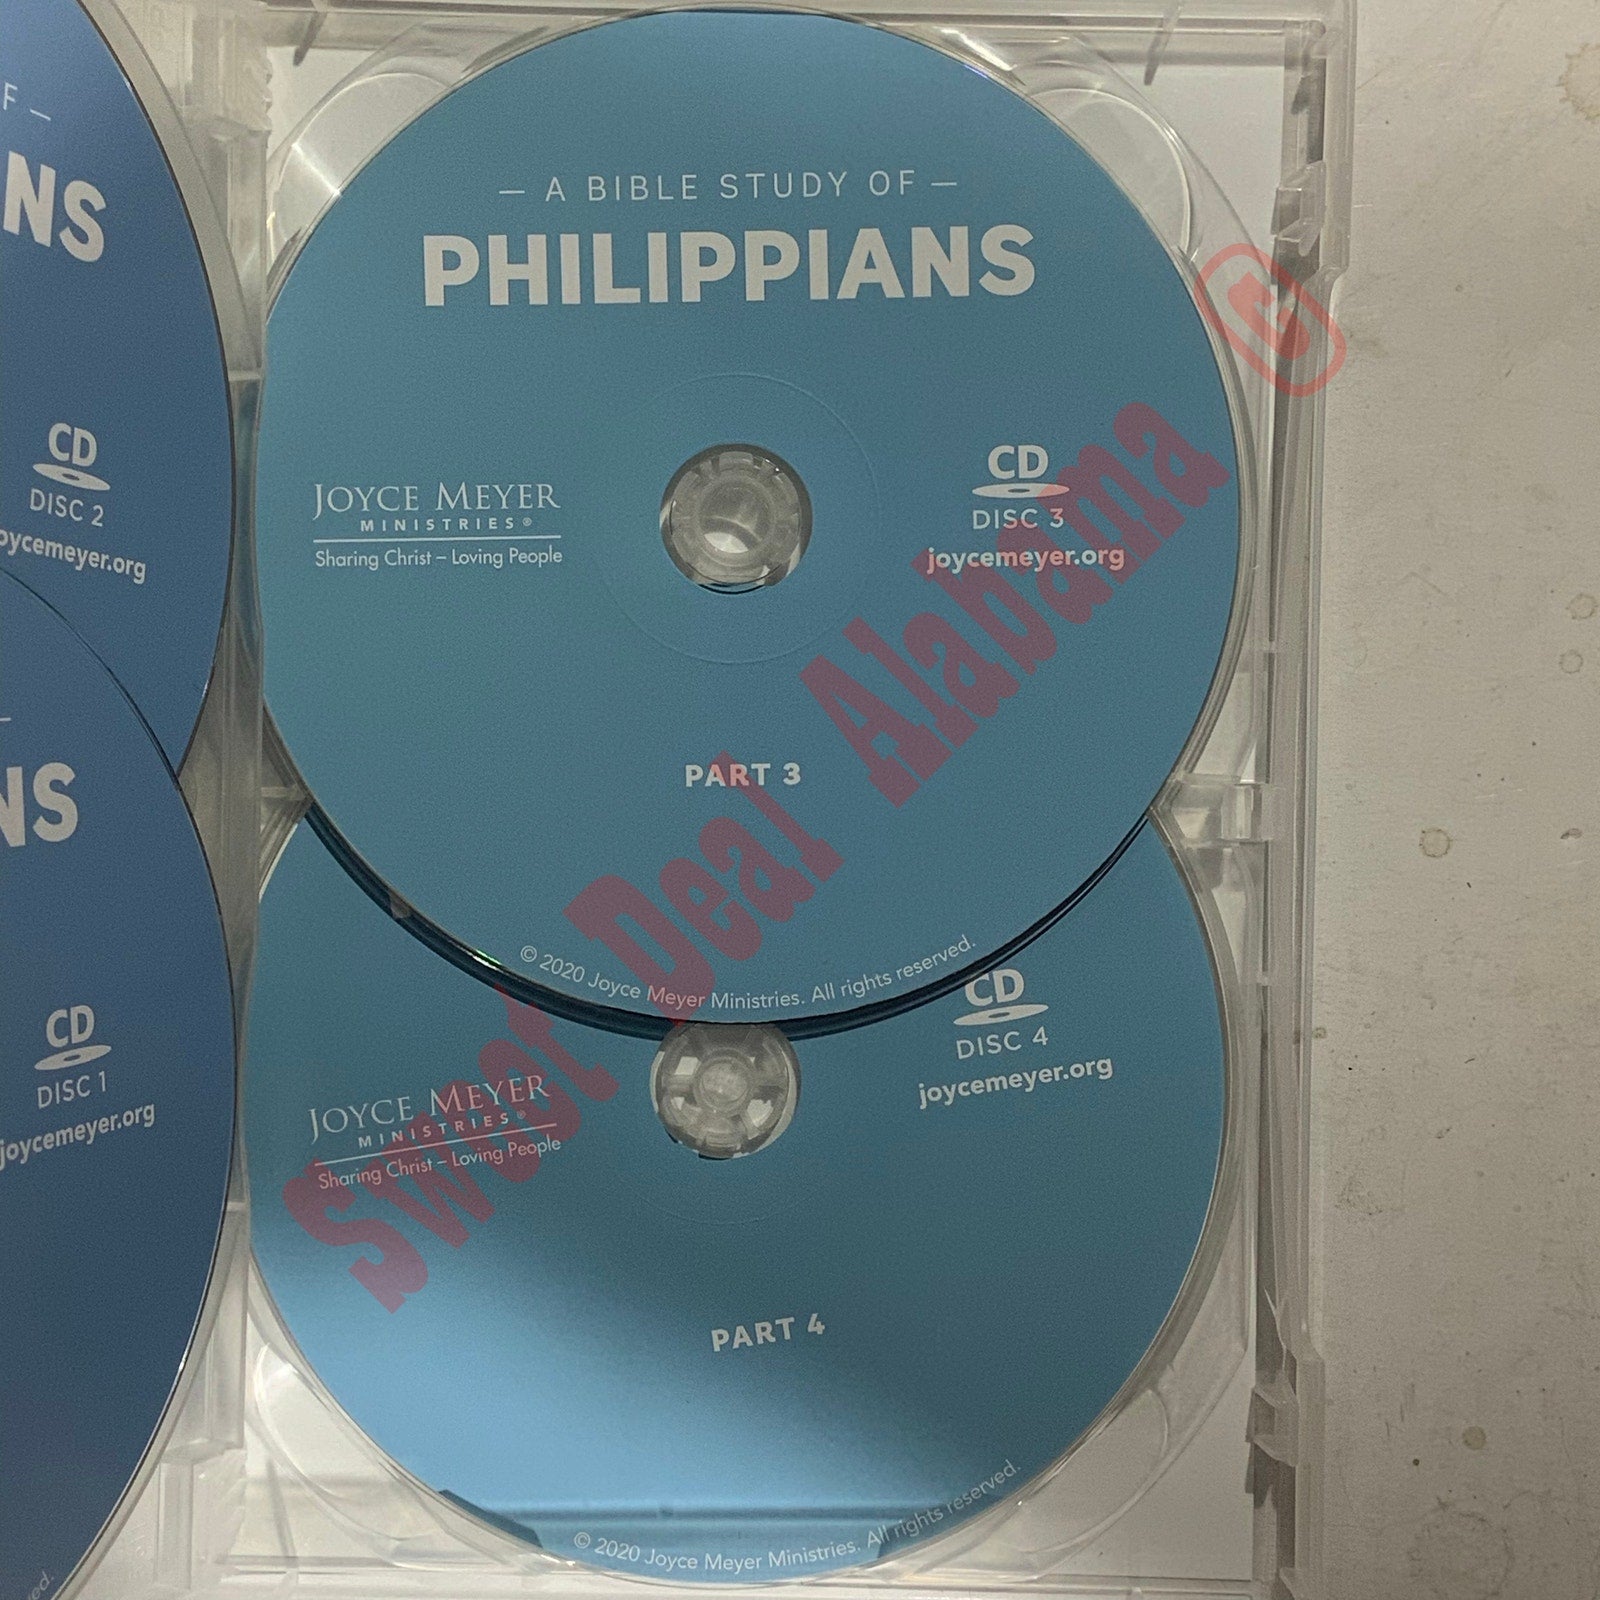 F —
NS
CD
DISC 2
oycemeyer.org
NS
CD
DISC 1
joycemeyer.org
ved.
— A BIBLE STUDY OF —
PHILIPPIANS
JOYCE MEYER
MINISTRIES®
Sharing Christ – Loving People
CD
DISC 3
joycemeyer.org
PART 3
© 2020 Joyce Meyer Ministries. All rights reserved.
JOYCE MEYER
MINISTRIES®
Sharing Christ – Loving People
CD
DISC 4
joycemeyer.org
PART 4
© 2020 Joyce Meyer Ministries. All rights reserved.
Sweet Deal Alabama ©